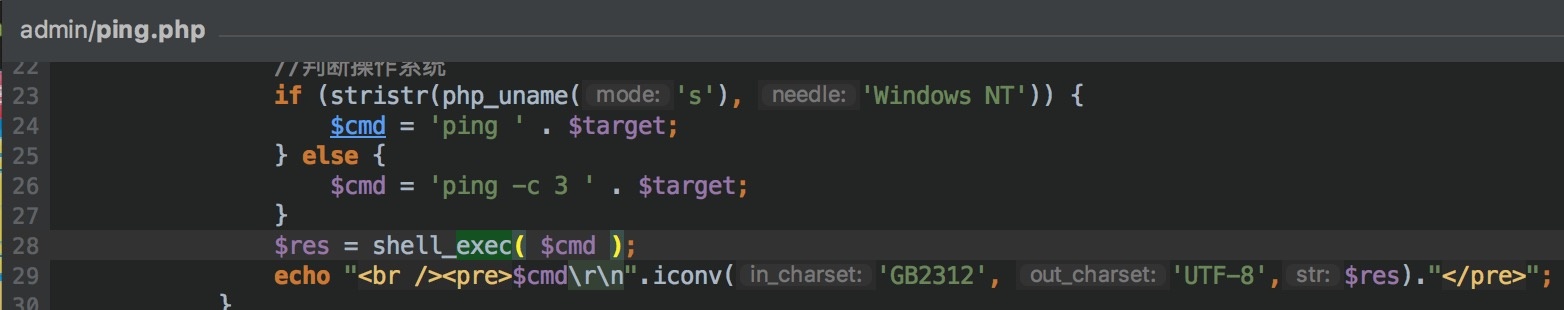 admin/ping.php
22 //判断操作系统
23 if (stristr(php_uname( mode: 's'), needle: 'Windows NT')) {
24 $cmd = 'ping ' . $target;
25 } else {
26 $cmd = 'ping -c 3 ' . $target;
27 }
28 $res = shell_exec( $cmd );
29 echo "<br /><pre>$cmd\r\n".iconv( in_charset: 'GB2312', out_charset: 'UTF-8', str: $res)."</pre>";
30 }